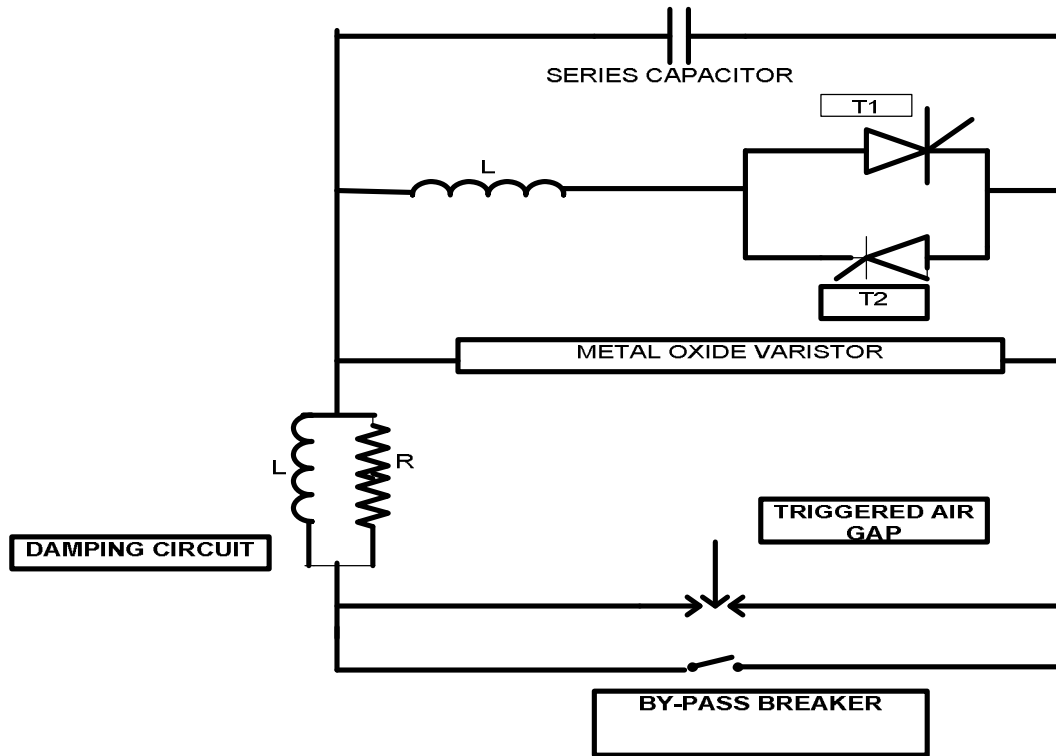 SERIES CAPACITOR
T1
L
T2
METAL OXIDE VARISTOR
L
R
TRIGGERED AIR
GAP
DAMPING CIRCUIT
BY-PASS BREAKER